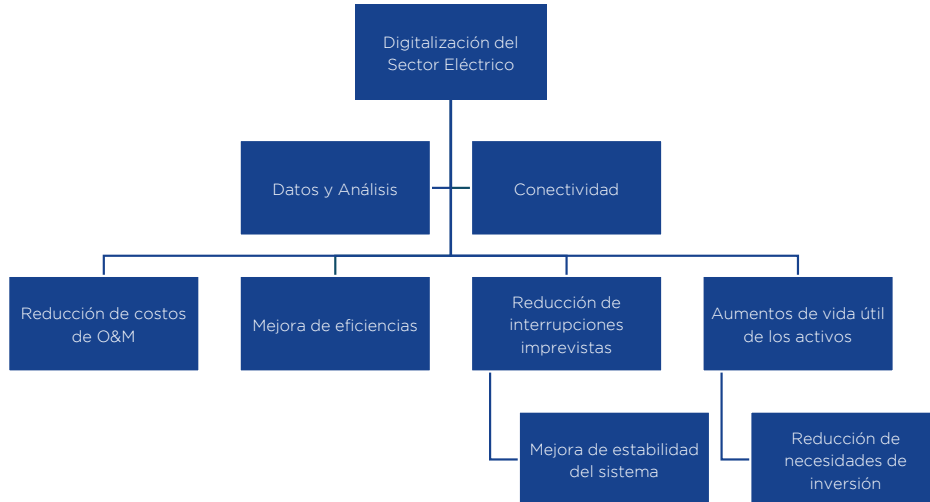 Digitalización del
Sector Eléctrico
Datos y Análisis
Conectividad
Reducción de costos
de O&M
Mejora de eficiencias
Reducción de
interrupciones
imprevistas
Aumentos de vida útil
de los activos
Mejora de estabilidad
del sistema
Reducción de
necesidades de
inversión